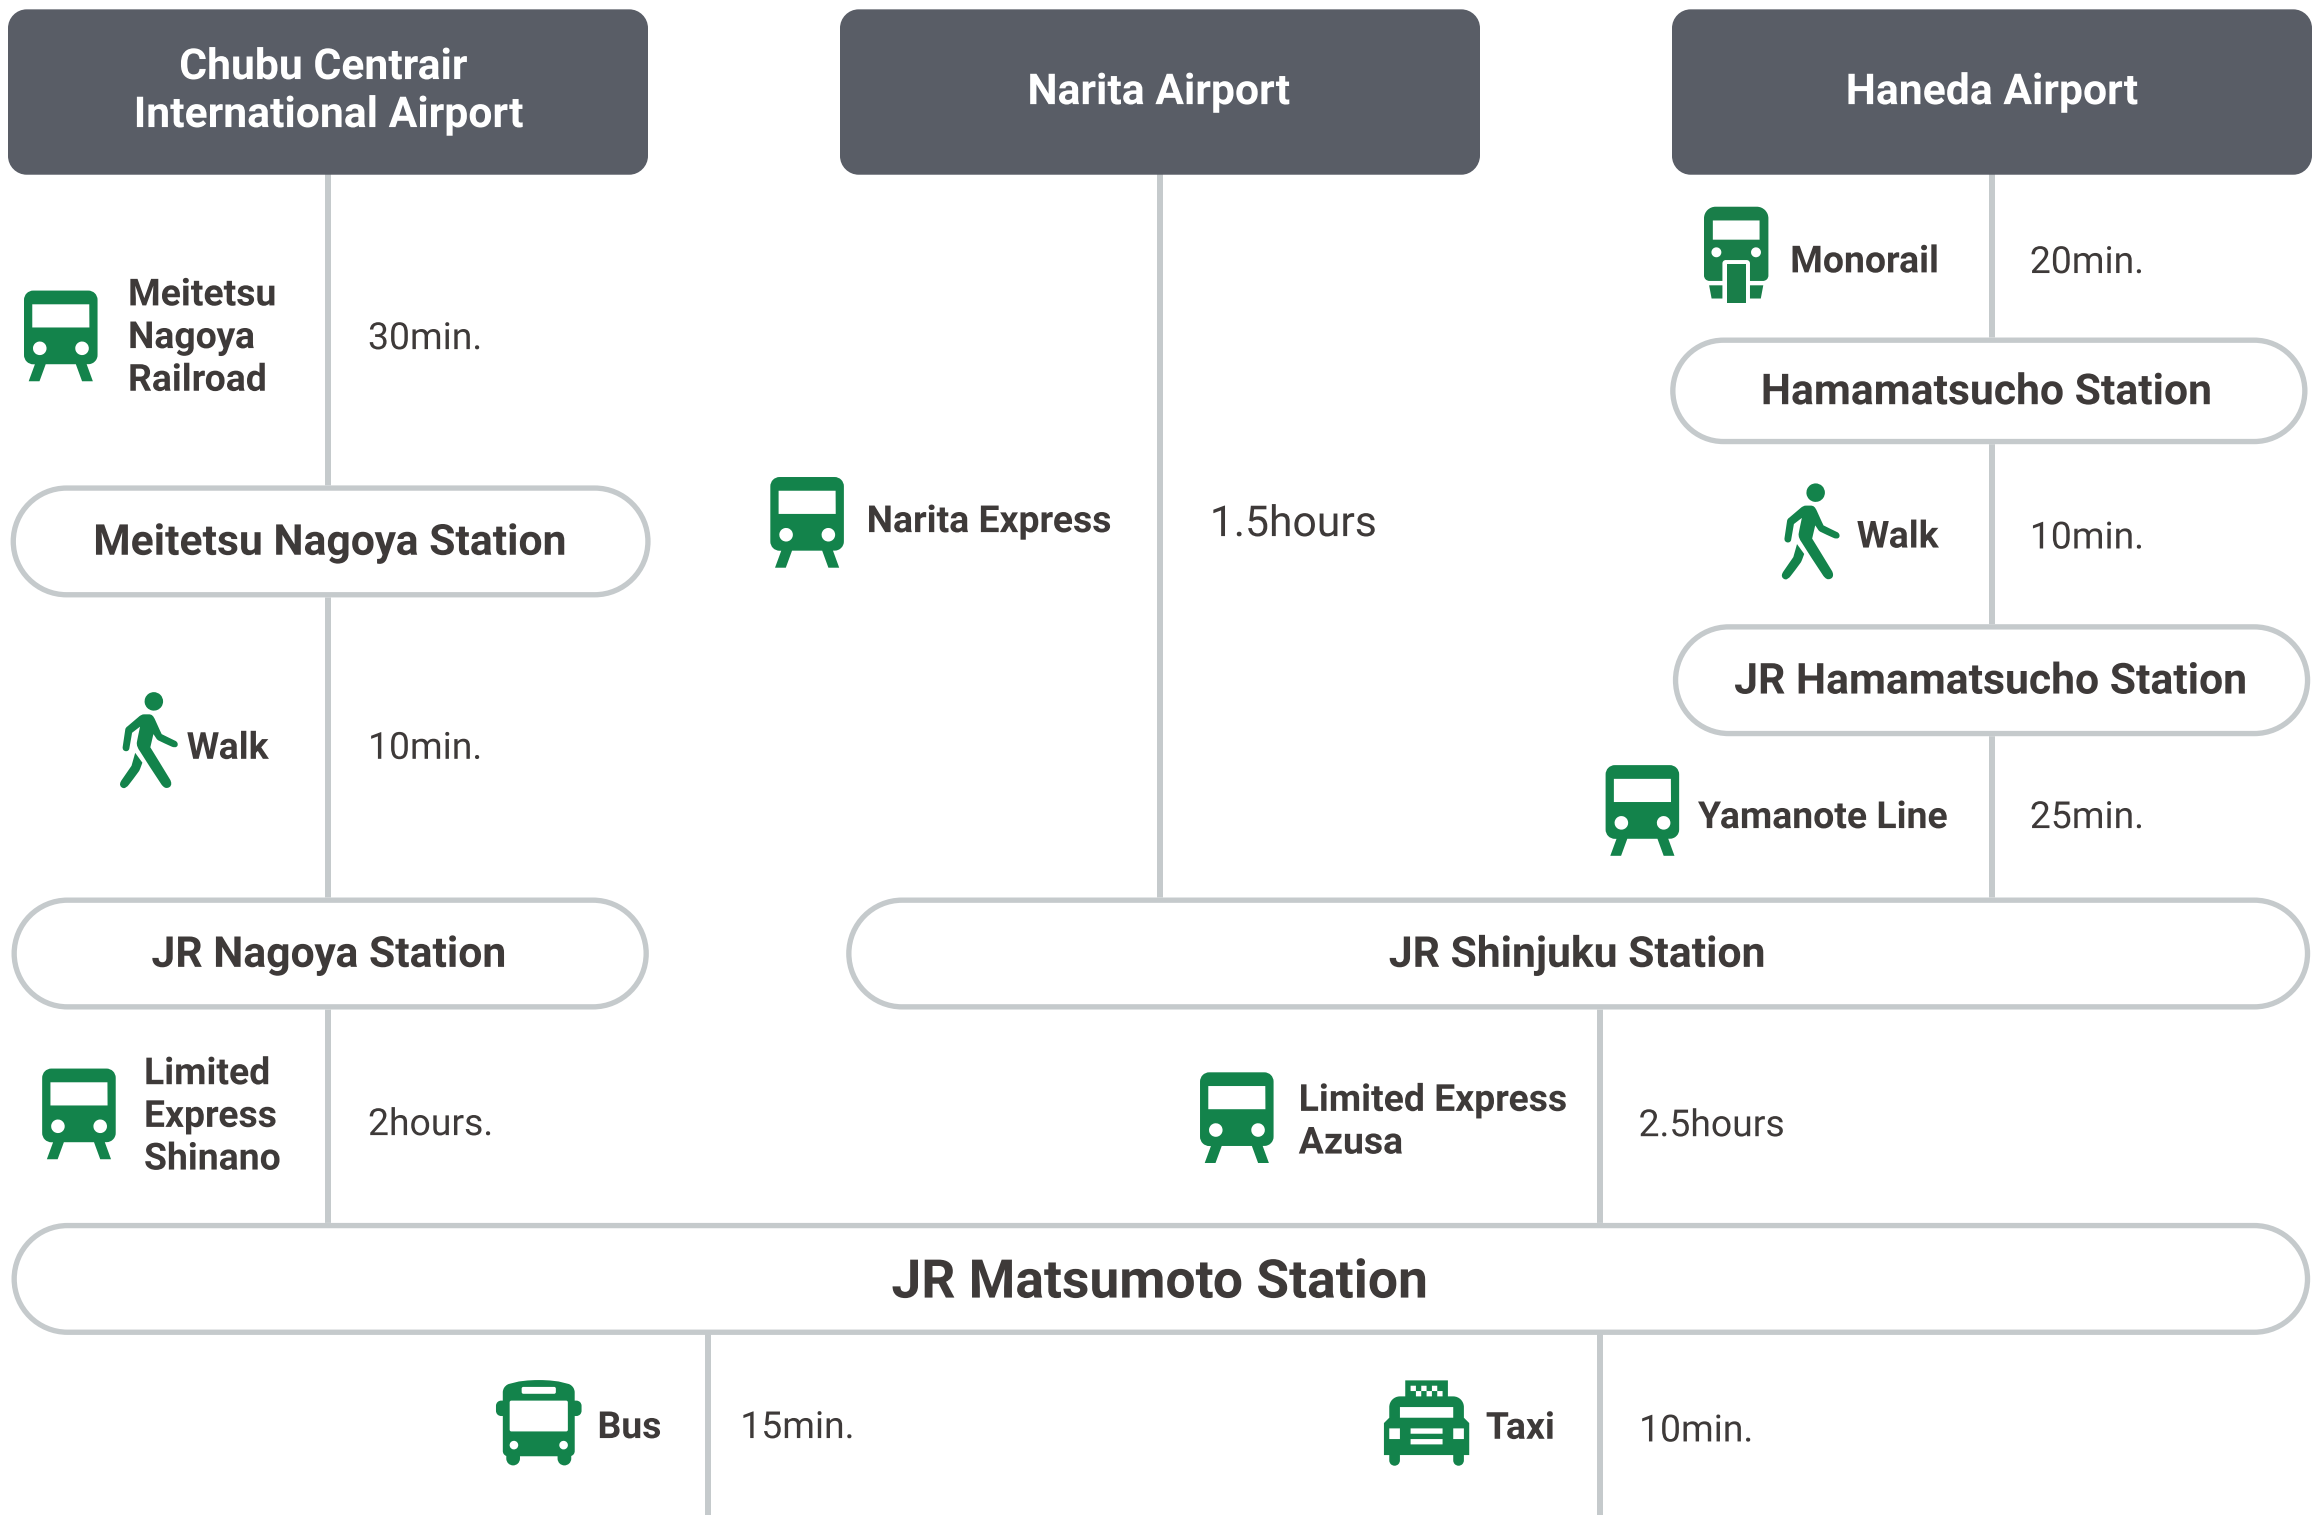 Chubu Centrair
International Airport
Narita Airport
Haneda Airport
Monorail
20min.
Meitetsu
Nagoya
Railroad
30min.
Hamamatsucho Station
Meitetsu Nagoya Station
Narita Express
1.5hours
Walk
10min.
JR Hamamatsucho Station
Walk
10min.
Yamanote Line
25min.
JR Nagoya Station
JR Shinjuku Station
Limited
Express
Shinano
2hours.
Limited Express
Azusa
2.5hours
JR Matsumoto Station
Bus
15min.
Taxi
10min.